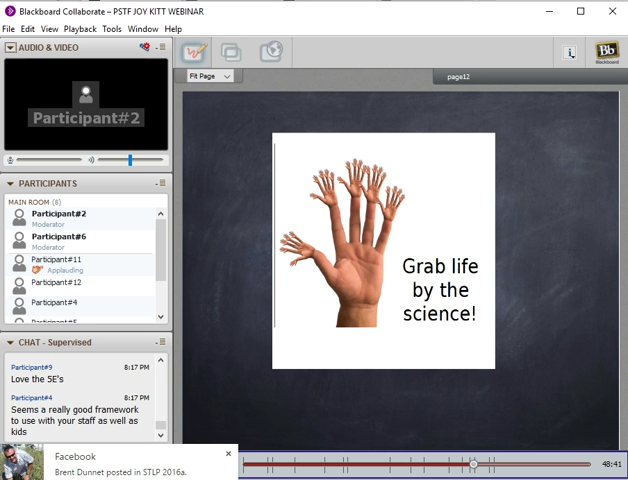 Blackboard Collaborate – PSTF JOY KITT WEBINAR
File Edit View Playback Tools Window Help
AUDIO & VIDEO
Participant#2
PARTICIPANTS
MAIN ROOM (8)
Participant#2
Moderator
Participant#6
Moderator
Participant#11
Applauding
Participant#12
Participant#4
CHAT - Supervised
Participant#9 8:17 PM
Love the 5E's
Participant#4 8:17 PM
Seems a really good framework
to use with your staff as well as
kids
Facebook
Brent Dunnet posted in STLP 2016a.
Fit Page
page12
Bb
Blackboard
Grab life
by the
science!
48:41